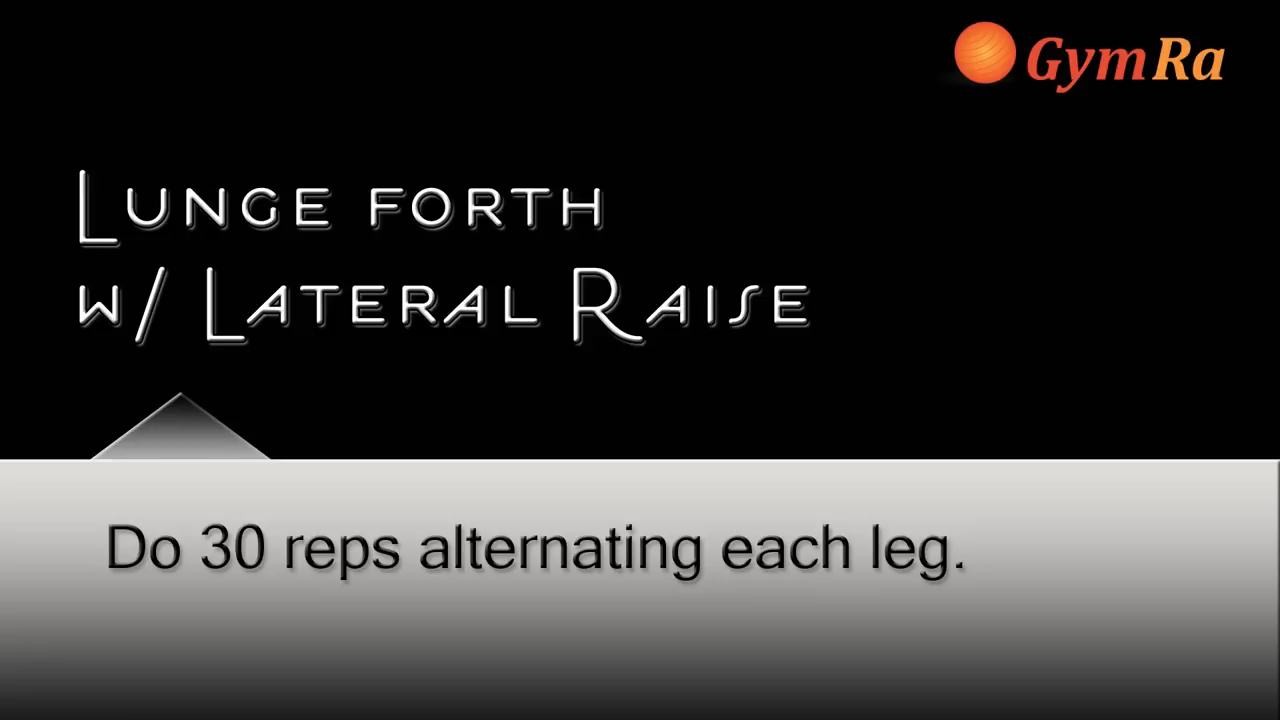 GymRa
Lunge forth
w/ Lateral Raise
Do 30 reps alternating each leg.